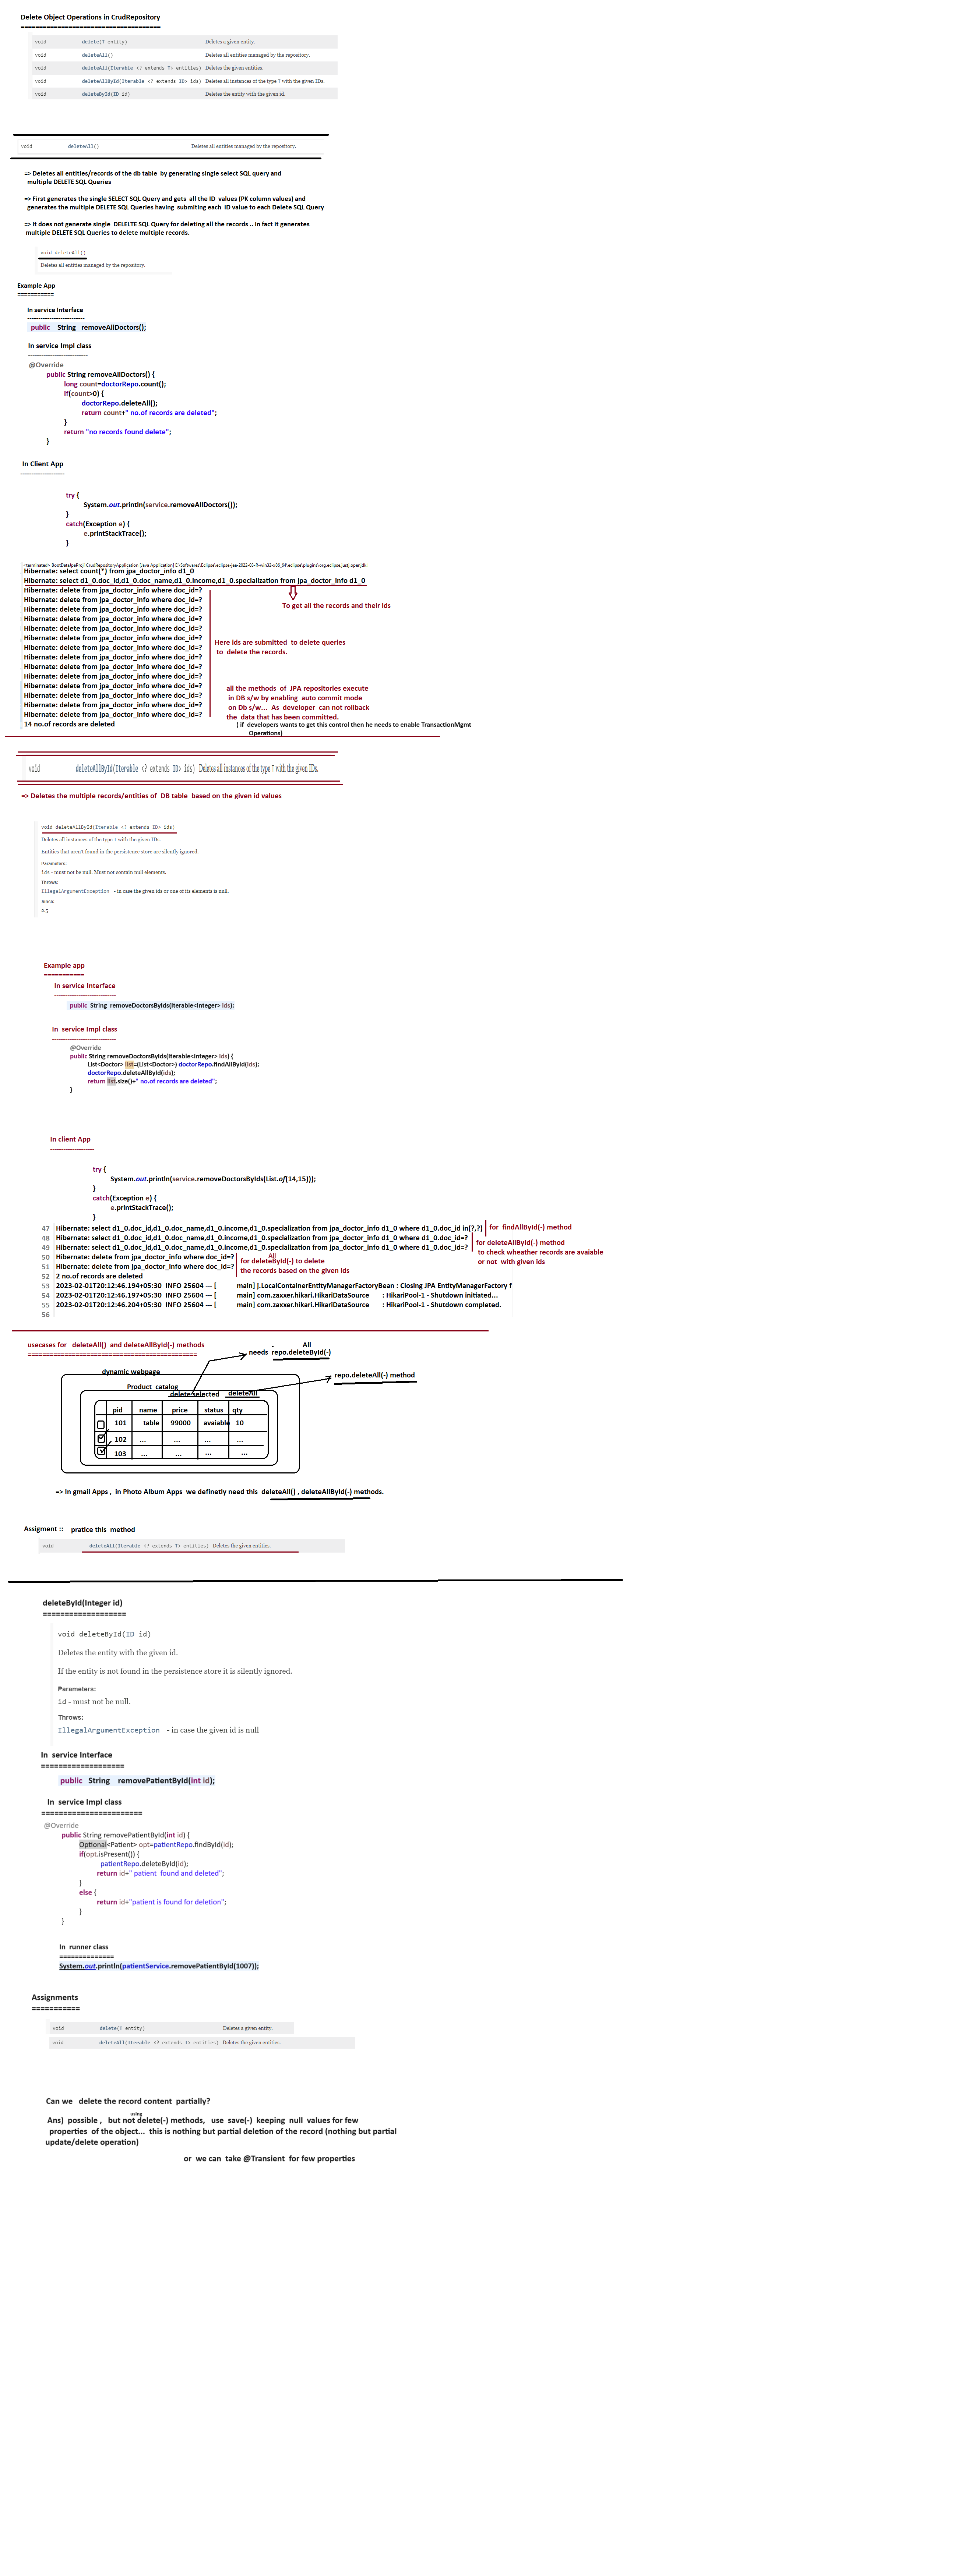 Delete Object Operations in CrudRepository
=====================================
void delete(T entity) Deletes a given entity.
void deleteAll() Deletes all entities managed by the repository.
void deleteAll(Iterable <? extends T> entities) Deletes the given entities.
void deleteAllById(Iterable <? extends ID> ids) Deletes all instances of the type T with the given IDs.
void deleteById(ID id) Deletes the entity with the given id.
void deleteAll() Deletes all entities managed by the repository.
=> Deletes all entities/records of the db table by generating single select SQL query and
multiple DELETE SQL Queries
=> First generates the single SELECT SQL Query and gets all the ID values (PK column values) and
generates the multiple DELETE SQL Queries having submiting each ID value to each Delete SQL Query
=> It does not generate single DELELTE SQL Query for deleting all the records .. in fact it generates
multiple DELETE SQL Queries to delete multiple records.
void deleteAll()
Deletes all entities managed by the repository.
Example App
===========
In service Interface
--------------------------
public String removeAllDoctors();
In service Impl class
---------------------------
@Override
public String removeAllDoctors() {
long count=doctorRepo.count();
if(count>0) {
doctorRepo.deleteAll();
return count+" no.of records are deleted";
}
return "no records found delete";
}
In Client App
--------------------
try {
System.out.println(service.removeAllDoctors());
}
catch(Exception e) {
e.printStackTrace();
}
Hibernate: select count(*) from jpa_doctor_info d1_0
Hibernate: select d1_0.doc_id,d1_0.doc_name,d1_0.income,d1_0.specialization from jpa_doctor_info d1_0
Hibernate: delete from jpa_doctor_info where doc_id=?
Hibernate: delete from jpa_doctor_info where doc_id=?
To get all the records and their ids
Hibernate: delete from jpa_doctor_info where doc_id=?
Hibernate: delete from jpa_doctor_info where doc_id=?
Hibernate: delete from jpa_doctor_info where doc_id=?
Hibernate: delete from jpa_doctor_info where doc_id=?
Here ids are submitted to delete queries
Hibernate: delete from jpa_doctor_info where doc_id=?
to delete the records.
Hibernate: delete from jpa_doctor_info where doc_id=?
Hibernate: delete from jpa_doctor_info where doc_id=?
Hibernate: delete from jpa_doctor_info where doc_id=?
Hibernate: delete from jpa_doctor_info where doc_id=?
all the methods of JPA repositories execute
Hibernate: delete from jpa_doctor_info where doc_id=?
in DB s/w by enabling auto commit mode
Hibernate: delete from jpa_doctor_info where doc_id=?
on Db s/w... As developer can not rollback
Hibernate: delete from jpa_doctor_info where doc_id=?
the data that has been committed.
14 no.of records are deleted
( if developers wants to get this control then he needs to enable TransactionMgmt
Operations)
void deleteAllById(Iterable <? extends ID> ids) Deletes all instances of the type T with the given IDs.
=> Deletes the multiple records/entities of DB table based on the given id values
void deleteAllById(Iterable <? extends ID> ids)
Deletes all instances of the type T with the given IDs.
Entities that aren't found in the persistence store are silently ignored.
Parameters:
ids - must not be null. Must not contain null elements.
Throws:
IllegalArgumentException - in case the given ids or one of its elements is null.
Since:
2.5
Example app
===========
In service Interface
----------------------------
public String removeDoctorsByIds(Iterable<Integer> ids);
In service Impl class
-----------------------------
@Override
public String removeDoctorsByIds(Iterable<Integer> ids) {
List<Doctor> list=(List<Doctor>) doctorRepo.findAllById(ids);
doctorRepo.deleteAllById(ids);
return list.size()+" no.of records are deleted";
}
In client App
--------------------
try {
System.out.println(service.removeDoctorsByIds(List.of(14,15)));
}
catch(Exception e) {
e.printStackTrace();
}
47 Hibernate: select d1_0.doc_id,d1_0.doc_name,d1_0.income,d1_0.specialization from jpa_doctor_info d1_0 where d1_0.doc_id in(?,?) for findAllById(-) method
48 Hibernate: select d1_0.doc_id,d1_0.doc_name,d1_0.income,d1_0.specialization from jpa_doctor_info d1_0 where d1_0.doc_id=?
for deleteAllById(-) method
49 Hibernate: select d1_0.doc_id,d1_0.doc_name,d1_0.income,d1_0.specialization from jpa_doctor_info d1_0 where d1_0.doc_id=?
to check wheather records are avaiable
or not with given ids
50 Hibernate: delete from jpa_doctor_info where doc_id=?
All
for deleteById(-) to delete
51 Hibernate: delete from jpa_doctor_info where doc_id=?
the records based on the given ids
52 2 no.of records are deleted
53 2023-02-01T20:12:46.194+05:30 INFO 25604 --- [ main] j.LocalContainerEntityManagerFactoryBean : Closing JPA EntityManagerFactory f
54 2023-02-01T20:12:46.197+05:30 INFO 25604 --- [ main] com.zaxxer.hikari.HikariDataSource : HikariPool-1 - Shutdown initiated...
55 2023-02-01T20:12:46.204+05:30 INFO 25604 --- [ main] com.zaxxer.hikari.HikariDataSource : HikariPool-1 - Shutdown completed.
56
usecases for deleteAll() and deleteAllById(-) methods
===========================================
All
needs repo.deleteById(-)
dynamic webpage
repo.deleteAll(-) method
Product catalog
delete selected deleteAll
pid name price status qty
101 table 99000 avaiable 10
102 ... ... ... ...
103 ... ... ... ...
=> In gmail Apps , in Photo Album Apps we definetly need this deleteAll() , deleteAllById(-) methods.
Assigment :: pratice this method
void deleteAll(Iterable <? extends T> entities) Deletes the given entities.
deleteById(Integer id)
===================
void deleteById(ID id)
Deletes the entity with the given id.
If the entity is not found in the persistence store it is silently ignored.
Parameters:
id - must not be null.
Throws:
IllegalArgumentException - in case the given id is null
In service Interface
===================
public String removePatientById(int id);
In service Impl class
=======================
@Override
public String removePatientById(int id) {
Optional<Patient> opt=patientRepo.findById(id);
if(opt.isPresent()) {
patientRepo.deleteById(id);
return id+" patient found and deleted";
}
else {
return id+"patient is found for deletion";
}
}
In runner class
==============
System.out.println(patientService.removePatientById(1007));
Assignments
===========
void delete(T entity) Deletes a given entity.
void deleteAll(Iterable <? extends T> entities) Deletes the given entities.
Can we delete the record content partially?
using
Ans) possible , but not delete(-) methods, use save(-) keeping null values for few
properties of the object... this is nothing but partial deletion of the record (nothing but partial
update/delete operation)
or we can take @Transient for few properties